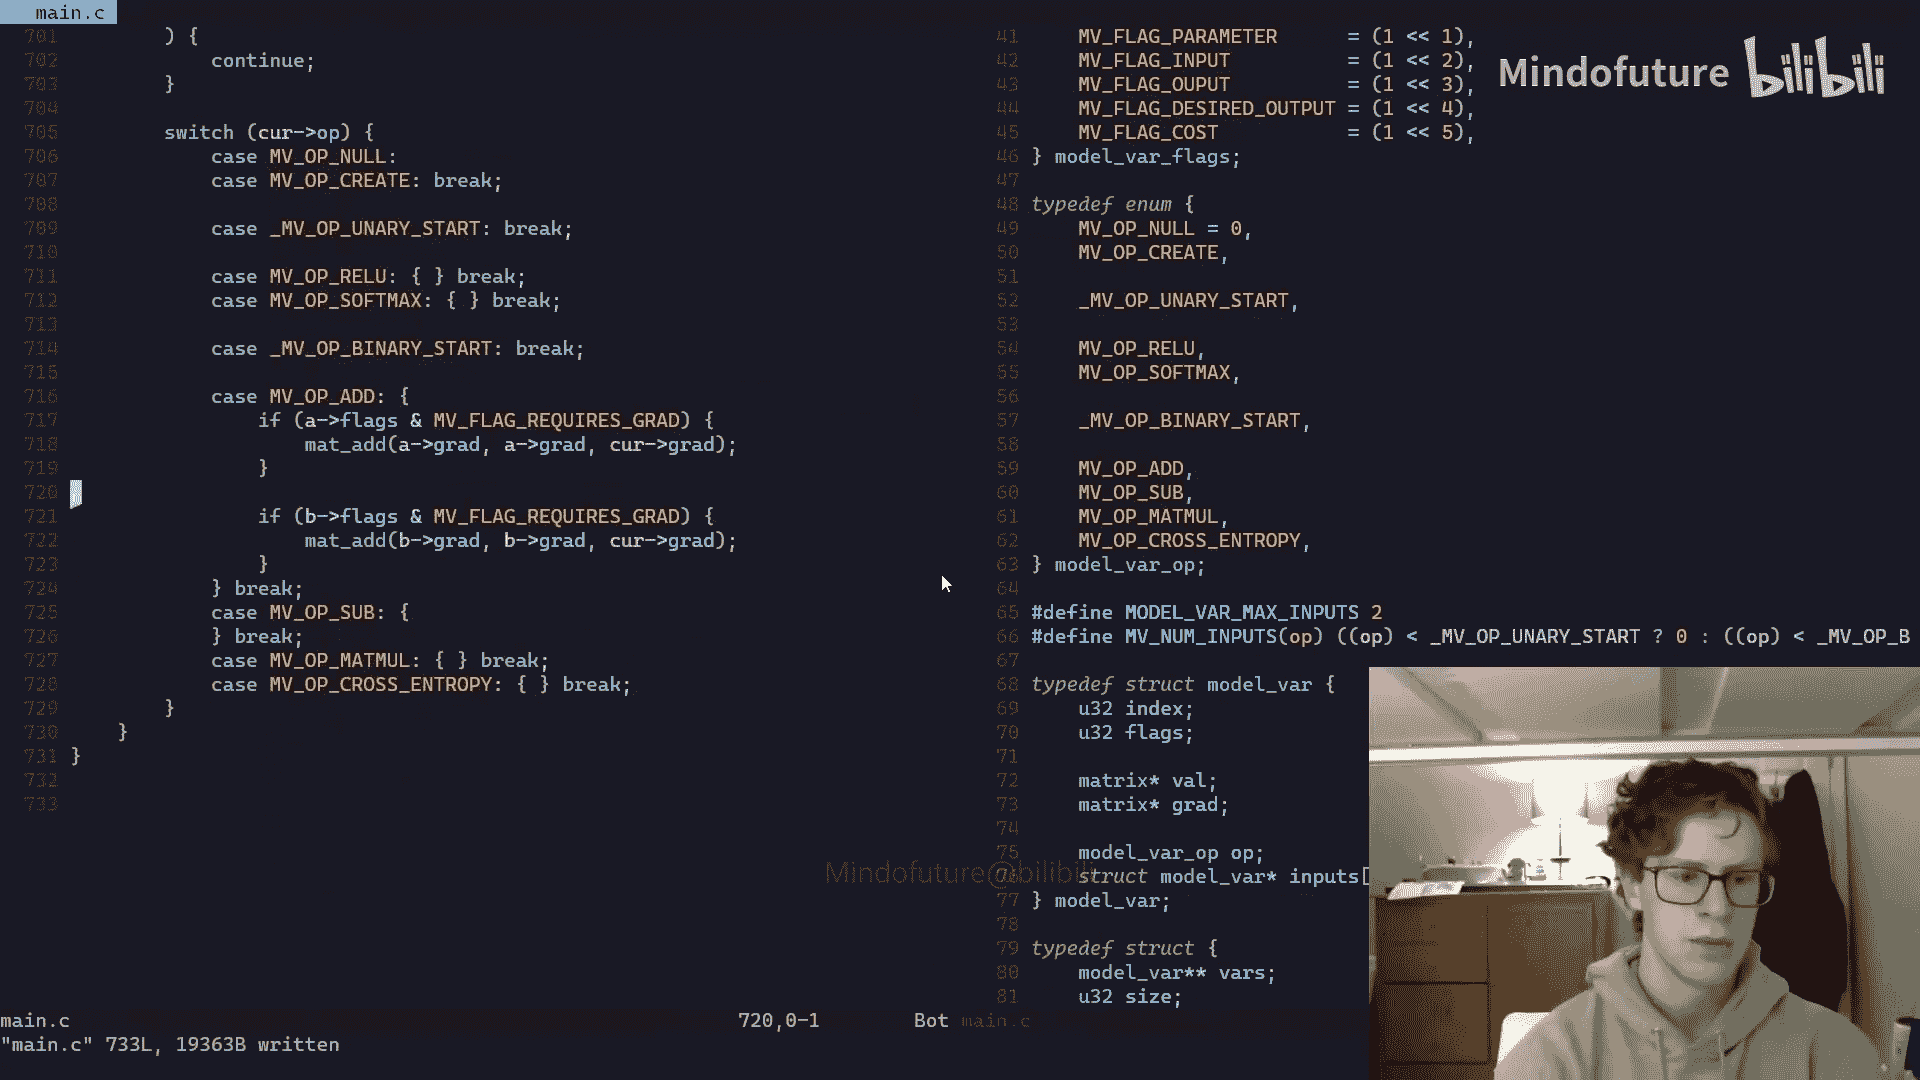 main.c
701 ) {
702 continue;
703 }
704
705 switch (cur->op) {
706 case MV_OP_NULL:
707 case MV_OP_CREATE: break;
708
709 case _MV_OP_UNARY_START: break;
710
711 case MV_OP_RELU: { } break;
712 case MV_OP_SOFTMAX: { } break;
713
714 case _MV_OP_BINARY_START: break;
715
716 case MV_OP_ADD: {
717 if (a->flags & MV_FLAG_REQUIRES_GRAD) {
718 mat_add(a->grad, a->grad, cur->grad);
719 }
720
721 if (b->flags & MV_FLAG_REQUIRES_GRAD) {
722 mat_add(b->grad, b->grad, cur->grad);
723 }
724 } break;
725 case MV_OP_SUB: {
726 } break;
727 case MV_OP_MATMUL: { } break;
728 case MV_OP_CROSS_ENTROPY: { } break;
729 }
730 }
731 }
732
733
main.c 720,0-1 Bot
"main.c" 733L, 19363B written
41 MV_FLAG_PARAMETER = (1 << 1),
42 MV_FLAG_INPUT = (1 << 2),
43 MV_FLAG_OUPUT = (1 << 3),
44 MV_FLAG_DESIRED_OUTPUT = (1 << 4),
45 MV_FLAG_COST = (1 << 5),
46 } model_var_flags;
47
48 typedef enum {
49 MV_OP_NULL = 0,
50 MV_OP_CREATE,
51
52 _MV_OP_UNARY_START,
53
54 MV_OP_RELU,
55 MV_OP_SOFTMAX,
56
57 _MV_OP_BINARY_START,
58
59 MV_OP_ADD,
60 MV_OP_SUB,
61 MV_OP_MATMUL,
62 MV_OP_CROSS_ENTROPY,
63 } model_var_op;
64
65 #define MODEL_VAR_MAX_INPUTS 2
66 #define MV_NUM_INPUTS(op) ((op) < _MV_OP_UNARY_START ? 0 : ((op) < _MV_OP_B
67
68 typedef struct model_var {
69 u32 index;
70 u32 flags;
71
72 matrix* val;
73 matrix* grad;
74
75 model_var_op op;
76 struct model_var* inputs[
77 } model_var;
78
79 typedef struct {
80 model_var** vars;
81 u32 size;
main.c
Mindofuture bilibili
Mindofuture@bilibili